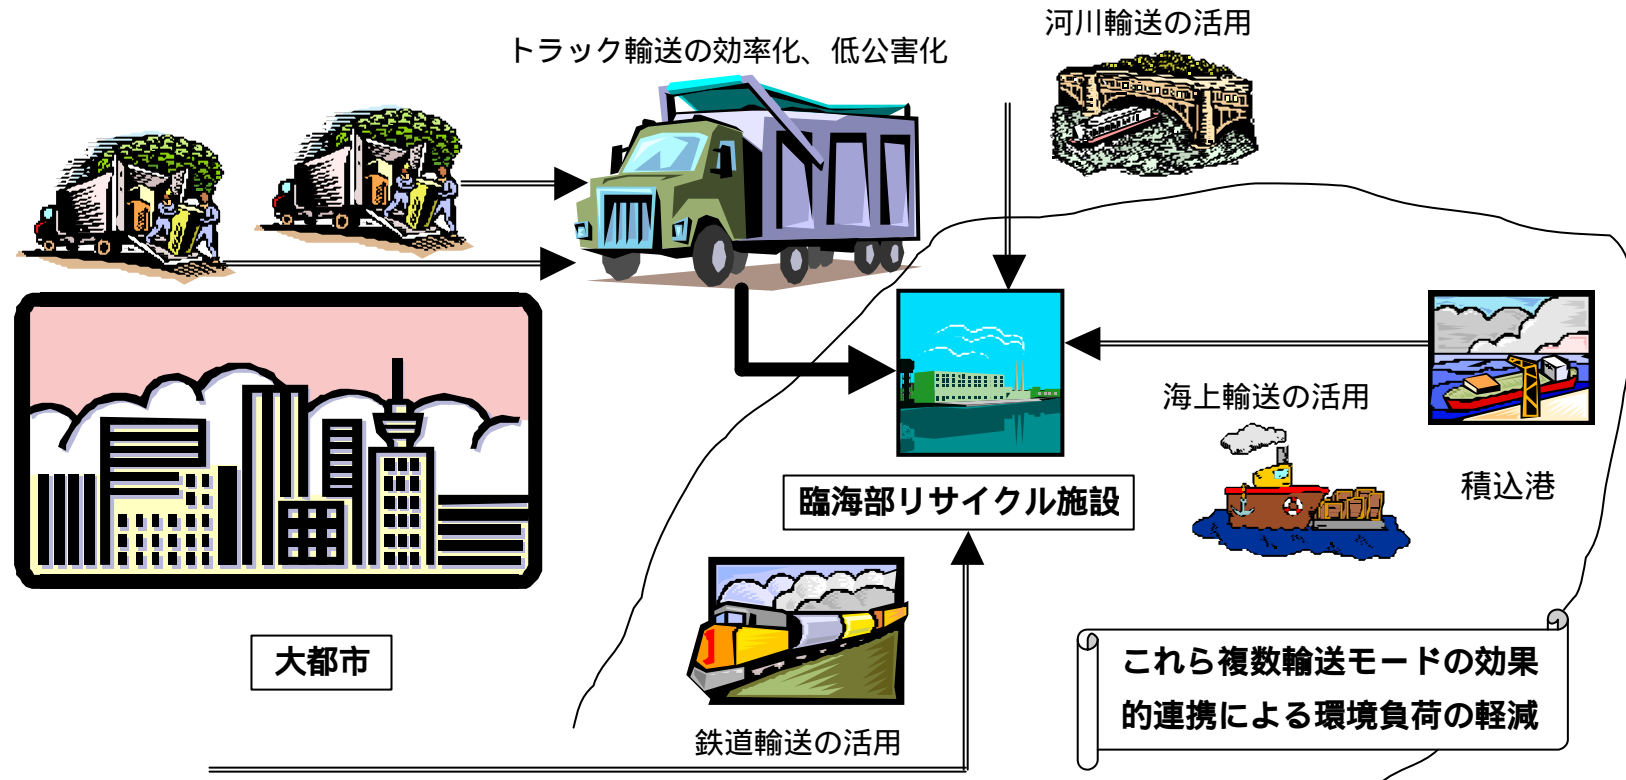 河川輸送の活用
トラック輸送の効率化、低公害化
海上輸送の活用
積込港
臨海部リサイクル施設
大都市
これら複数輸送モードの効果
的連携による環境負荷の軽減
鉄道輸送の活用